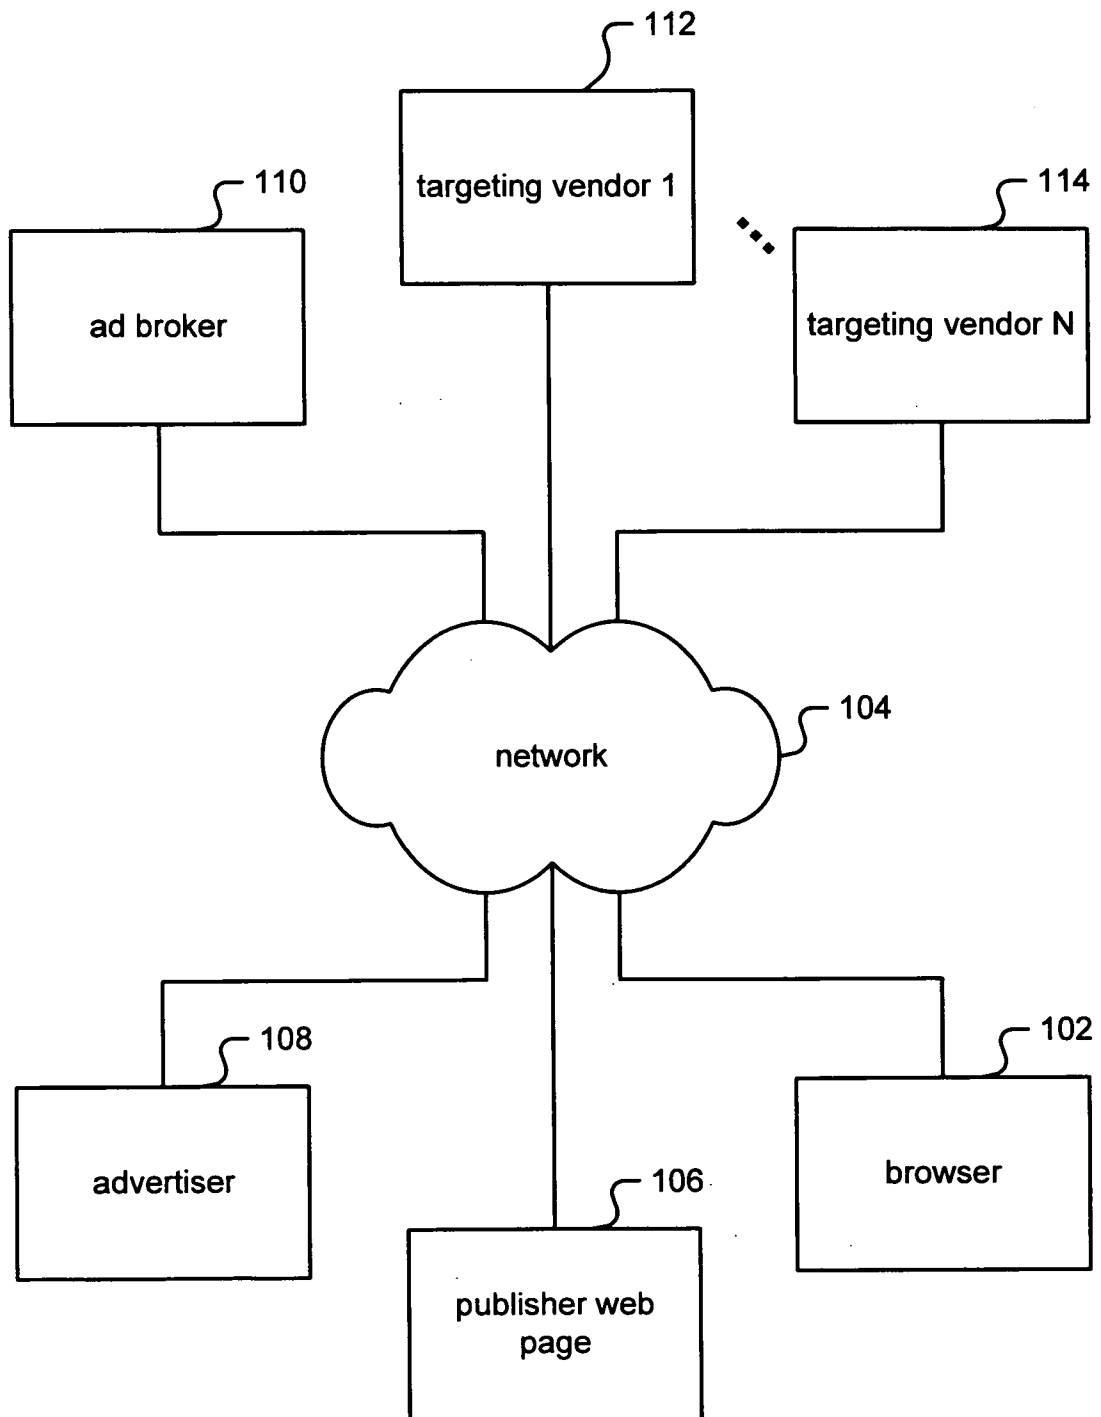 112
targeting vendor 1
110
ad broker
114
targeting vendor N
104
network
108
advertiser
102
browser
106
publisher web
page